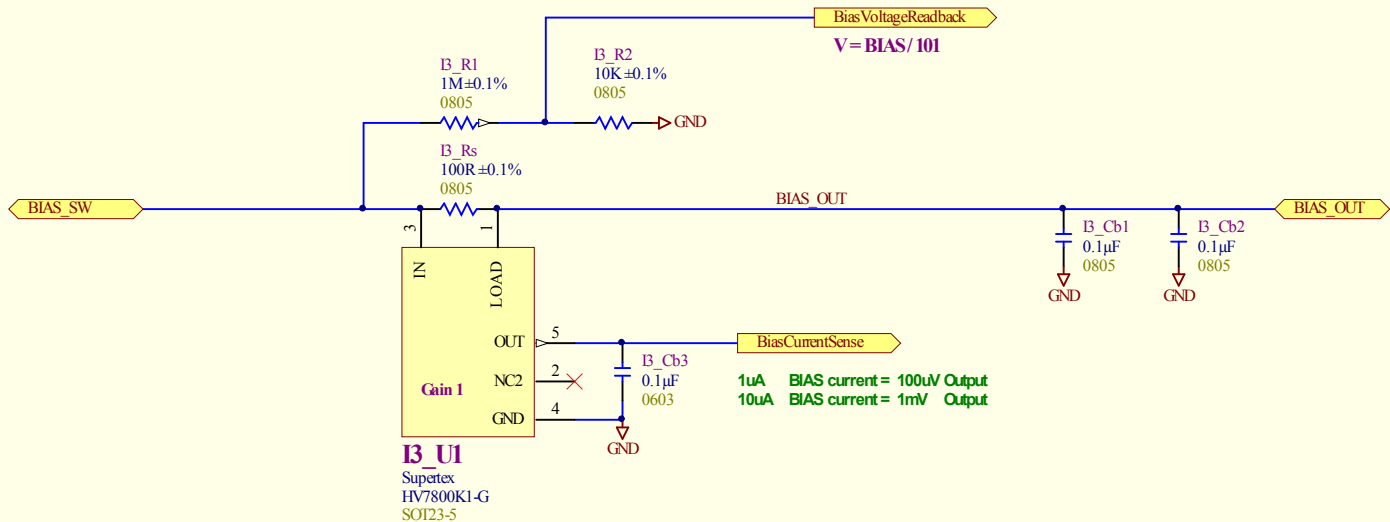 BiasVoltageReadback
V = BIAS / 101
I3_R1
1M±0.1%
0805
I3_R2
10K±0.1%
0805
GND
I3_Rs
100R±0.1%
0805
BIAS_SW
BIAS_OUT
BIAS_OUT
3
1
IN
LOAD
I3_Cb1
0.1µF
0805
GND
I3_Cb2
0.1µF
0805
GND
OUT
5
BiasCurrentSense
NC2
2
Gain 1
GND
4
I3_Cb3
0.1µF
0603
GND
1uA BIAS current = 100uV Output
10uA BIAS current = 1mV Output
I3_U1
Supertex
HV7800K1-G
SOT23-5